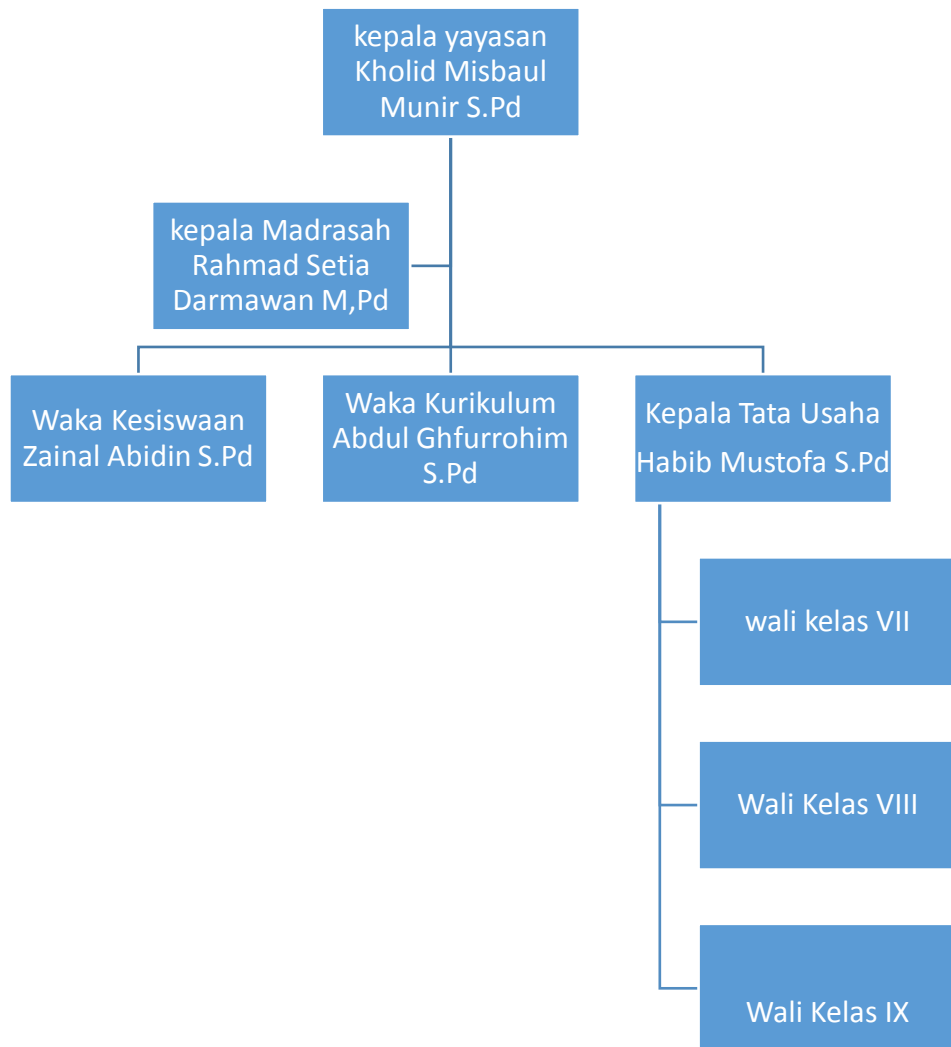 kepala yayasan
Kholid Misbaul
Munir S.Pd
kepala Madrasah
Rahmad Setia
Darmawan M,Pd
Waka Kesiswaan
Zainal Abidin S.Pd
Waka Kurikulum
Abdul Ghfurrohim
S.Pd
Kepala Tata Usaha
Habib Mustofa S.Pd
wali kelas VII
Wali Kelas VIII
Wali Kelas IX